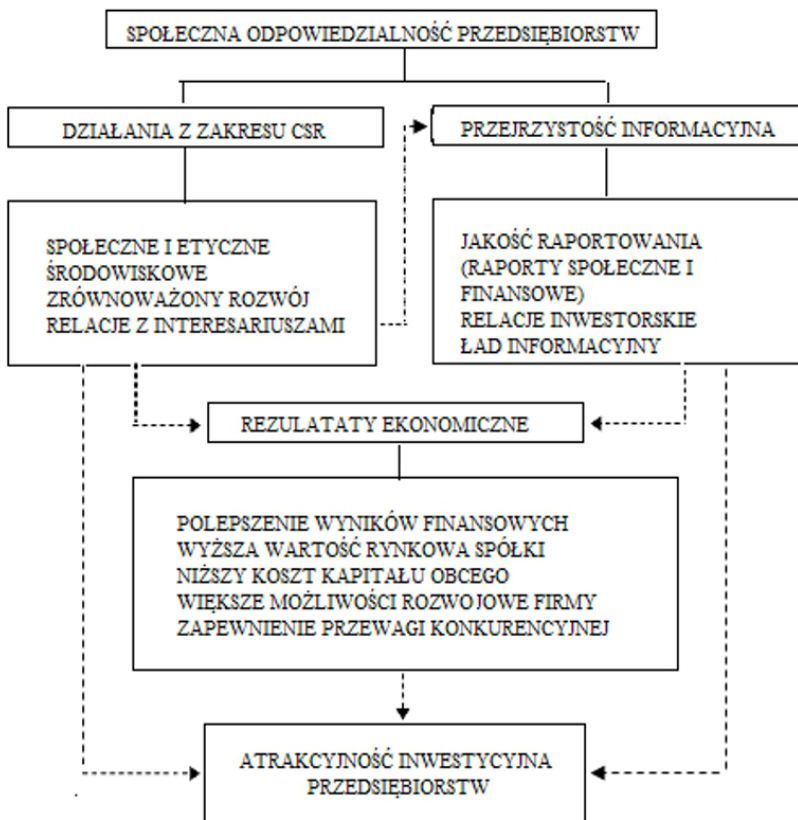 SPOŁECZNA ODPOWIEDZIALNOŚĆ PRZEDSIĘBIORSTW
DZIAŁANIA Z ZAKRESU CSR
PRZEJRZYSTOŚĆ INFORMACYJNA
SPOŁECZNE I ETYCZNE
ŚRODOWISKOWE
ZRÓWNOWAŻONY ROZWÓJ
RELACJE Z INTERESARIUSZAMI
JAKOŚĆ RAPORTOWANIA
(RAPORTY SPOŁECZNE I
FINANSOWE)
RELACJE INWESTORSKIE
ŁAD INFORMACYJNY
REZULATATY EKONOMICZNE
POLEPSZENIE WYNIKÓW FINANSOWYCH
WYŻSZA WARTOŚĆ RYNKOWA SPÓŁKI
NIŻSZY KOSZT KAPITAŁU OBCEGO
WIĘKSZE MOŻLIWOŚCI ROZWOJOWE FIRMY
ZAPEWNIENIE PRZEWAGI KONKURENCYJNEJ
ATRAKCYJNOŚĆ INWESTYCYJNA
PRZEDSIĘBIORSTW